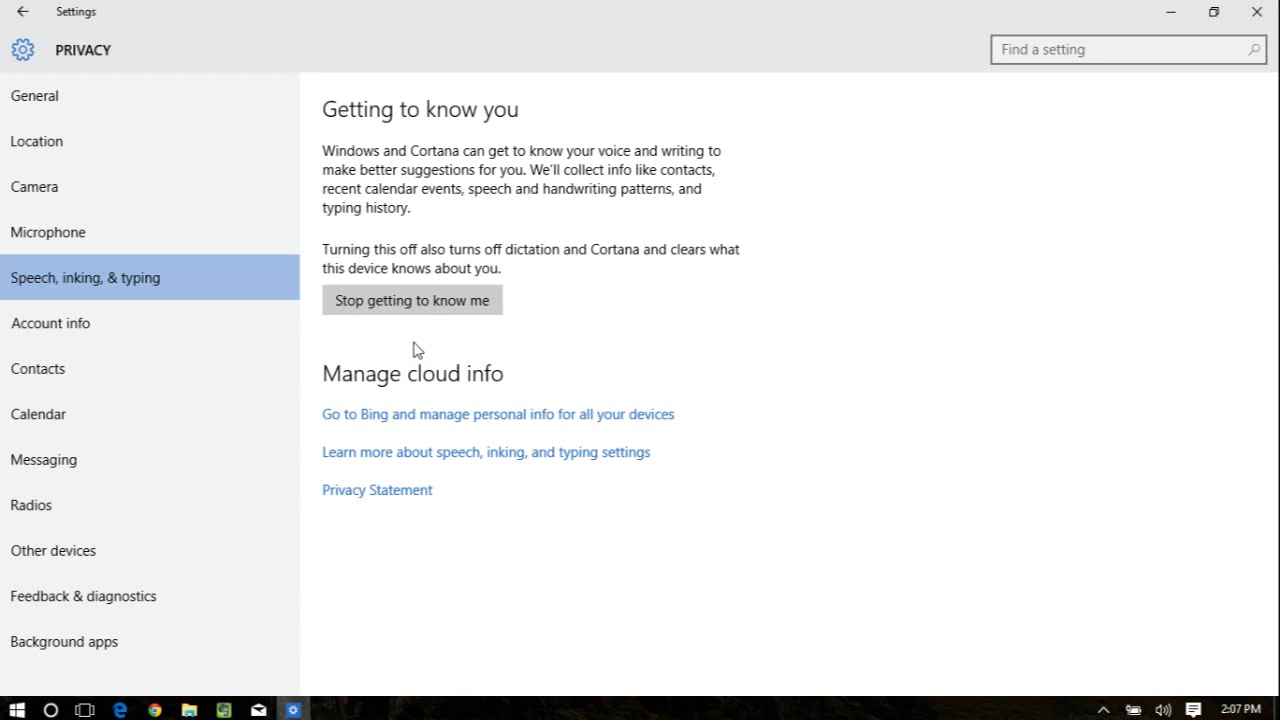 Settings
PRIVACY
Find a setting
General
Location
Camera
Microphone
Speech, inking, & typing
Account info
Contacts
Calendar
Messaging
Radios
Other devices
Feedback & diagnostics
Background apps
Getting to know you
Windows and Cortana can get to know your voice and writing to
make better suggestions for you. We'll collect info like contacts,
recent calendar events, speech and handwriting patterns, and
typing history.
Turning this off also turns off dictation and Cortana and clears what
this device knows about you.
Stop getting to know me
Manage cloud info
Go to Bing and manage personal info for all your devices
Learn more about speech, inking, and typing settings
Privacy Statement
2:07 PM